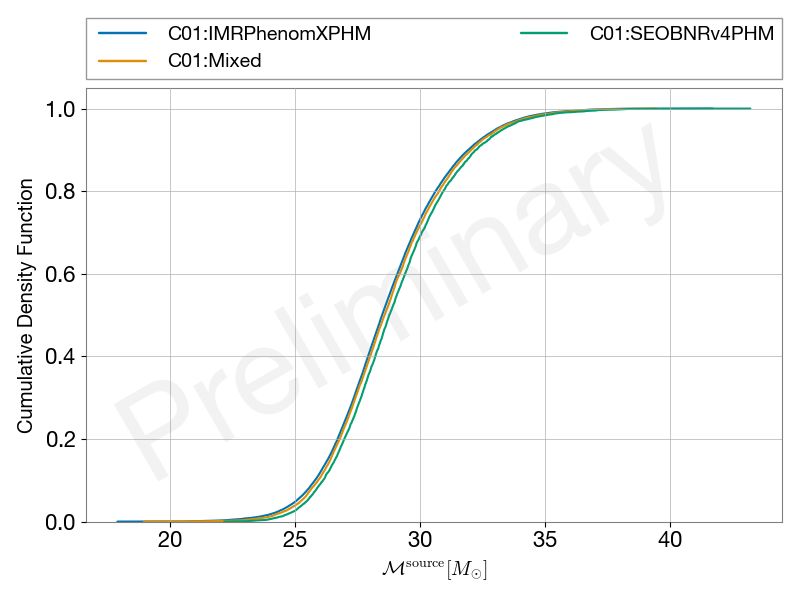 C01:IMRPhenomXPHM
C01:Mixed
C01:SEOBNRv4PHM
1.0
0.8
0.6
0.4
0.2
0.0
Cumulative Density Function
Preliminary
20
25
30
35
40
ℳ^source [M_⊙]